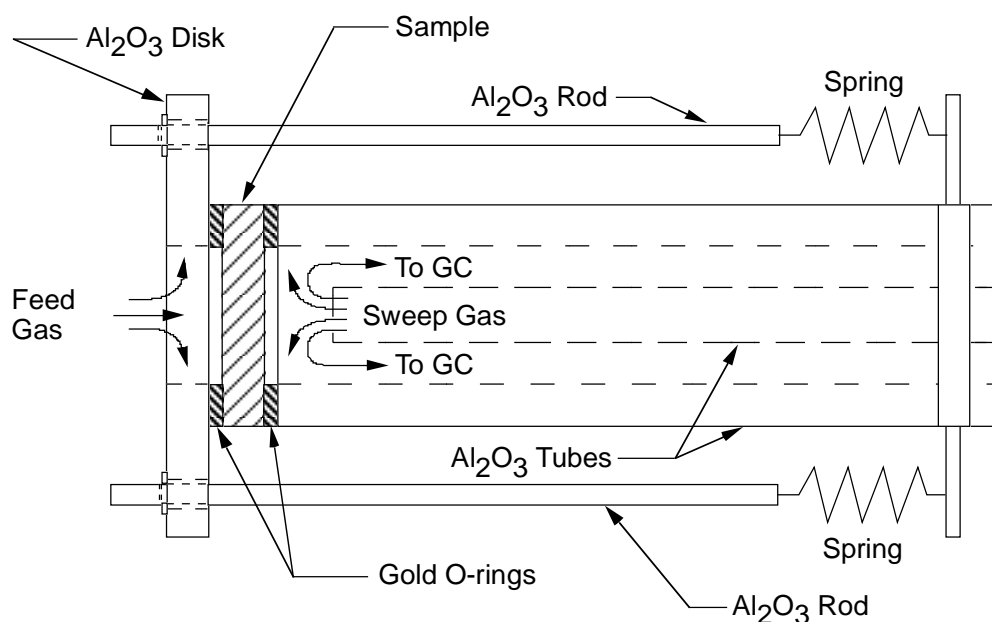 Al2O3 Disk
Sample
Al2O3 Rod
Spring
Feed
Gas
To GC
Sweep Gas
To GC
Al2O3 Tubes
Spring
Gold O-rings
Al2O3 Rod